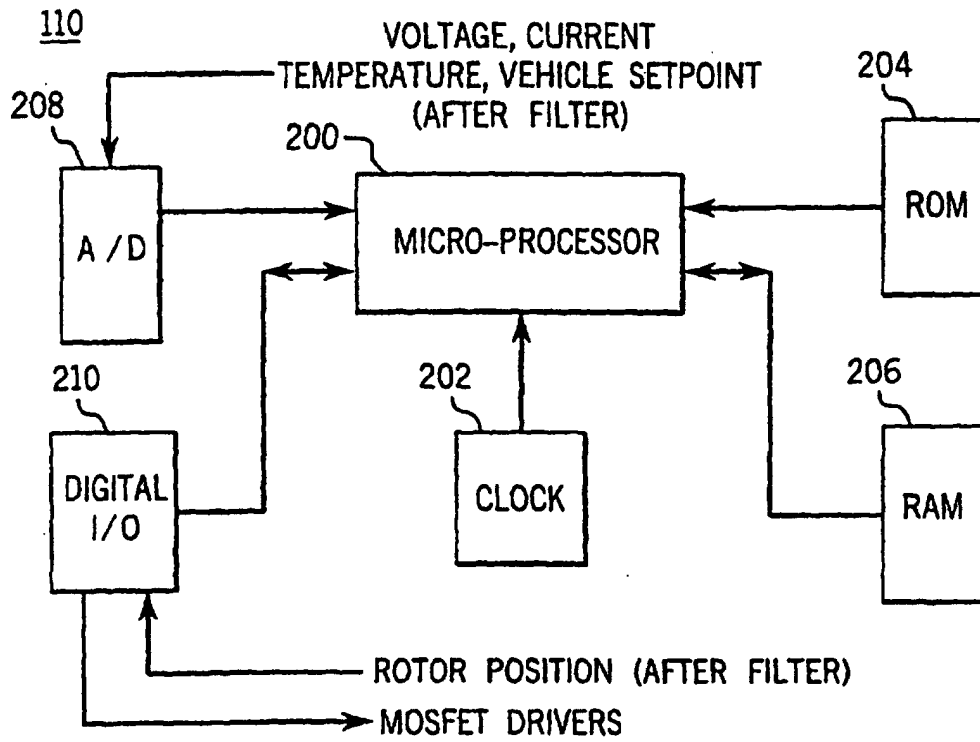 110
VOLTAGE, CURRENT
TEMPERATURE, VEHICLE SETPOINT
(AFTER FILTER)
204
208
200
ROM
A/D
MICRO-PROCESSOR
210
202
206
DIGITAL
I/O
CLOCK
RAM
ROTOR POSITION (AFTER FILTER)
MOSFET DRIVERS